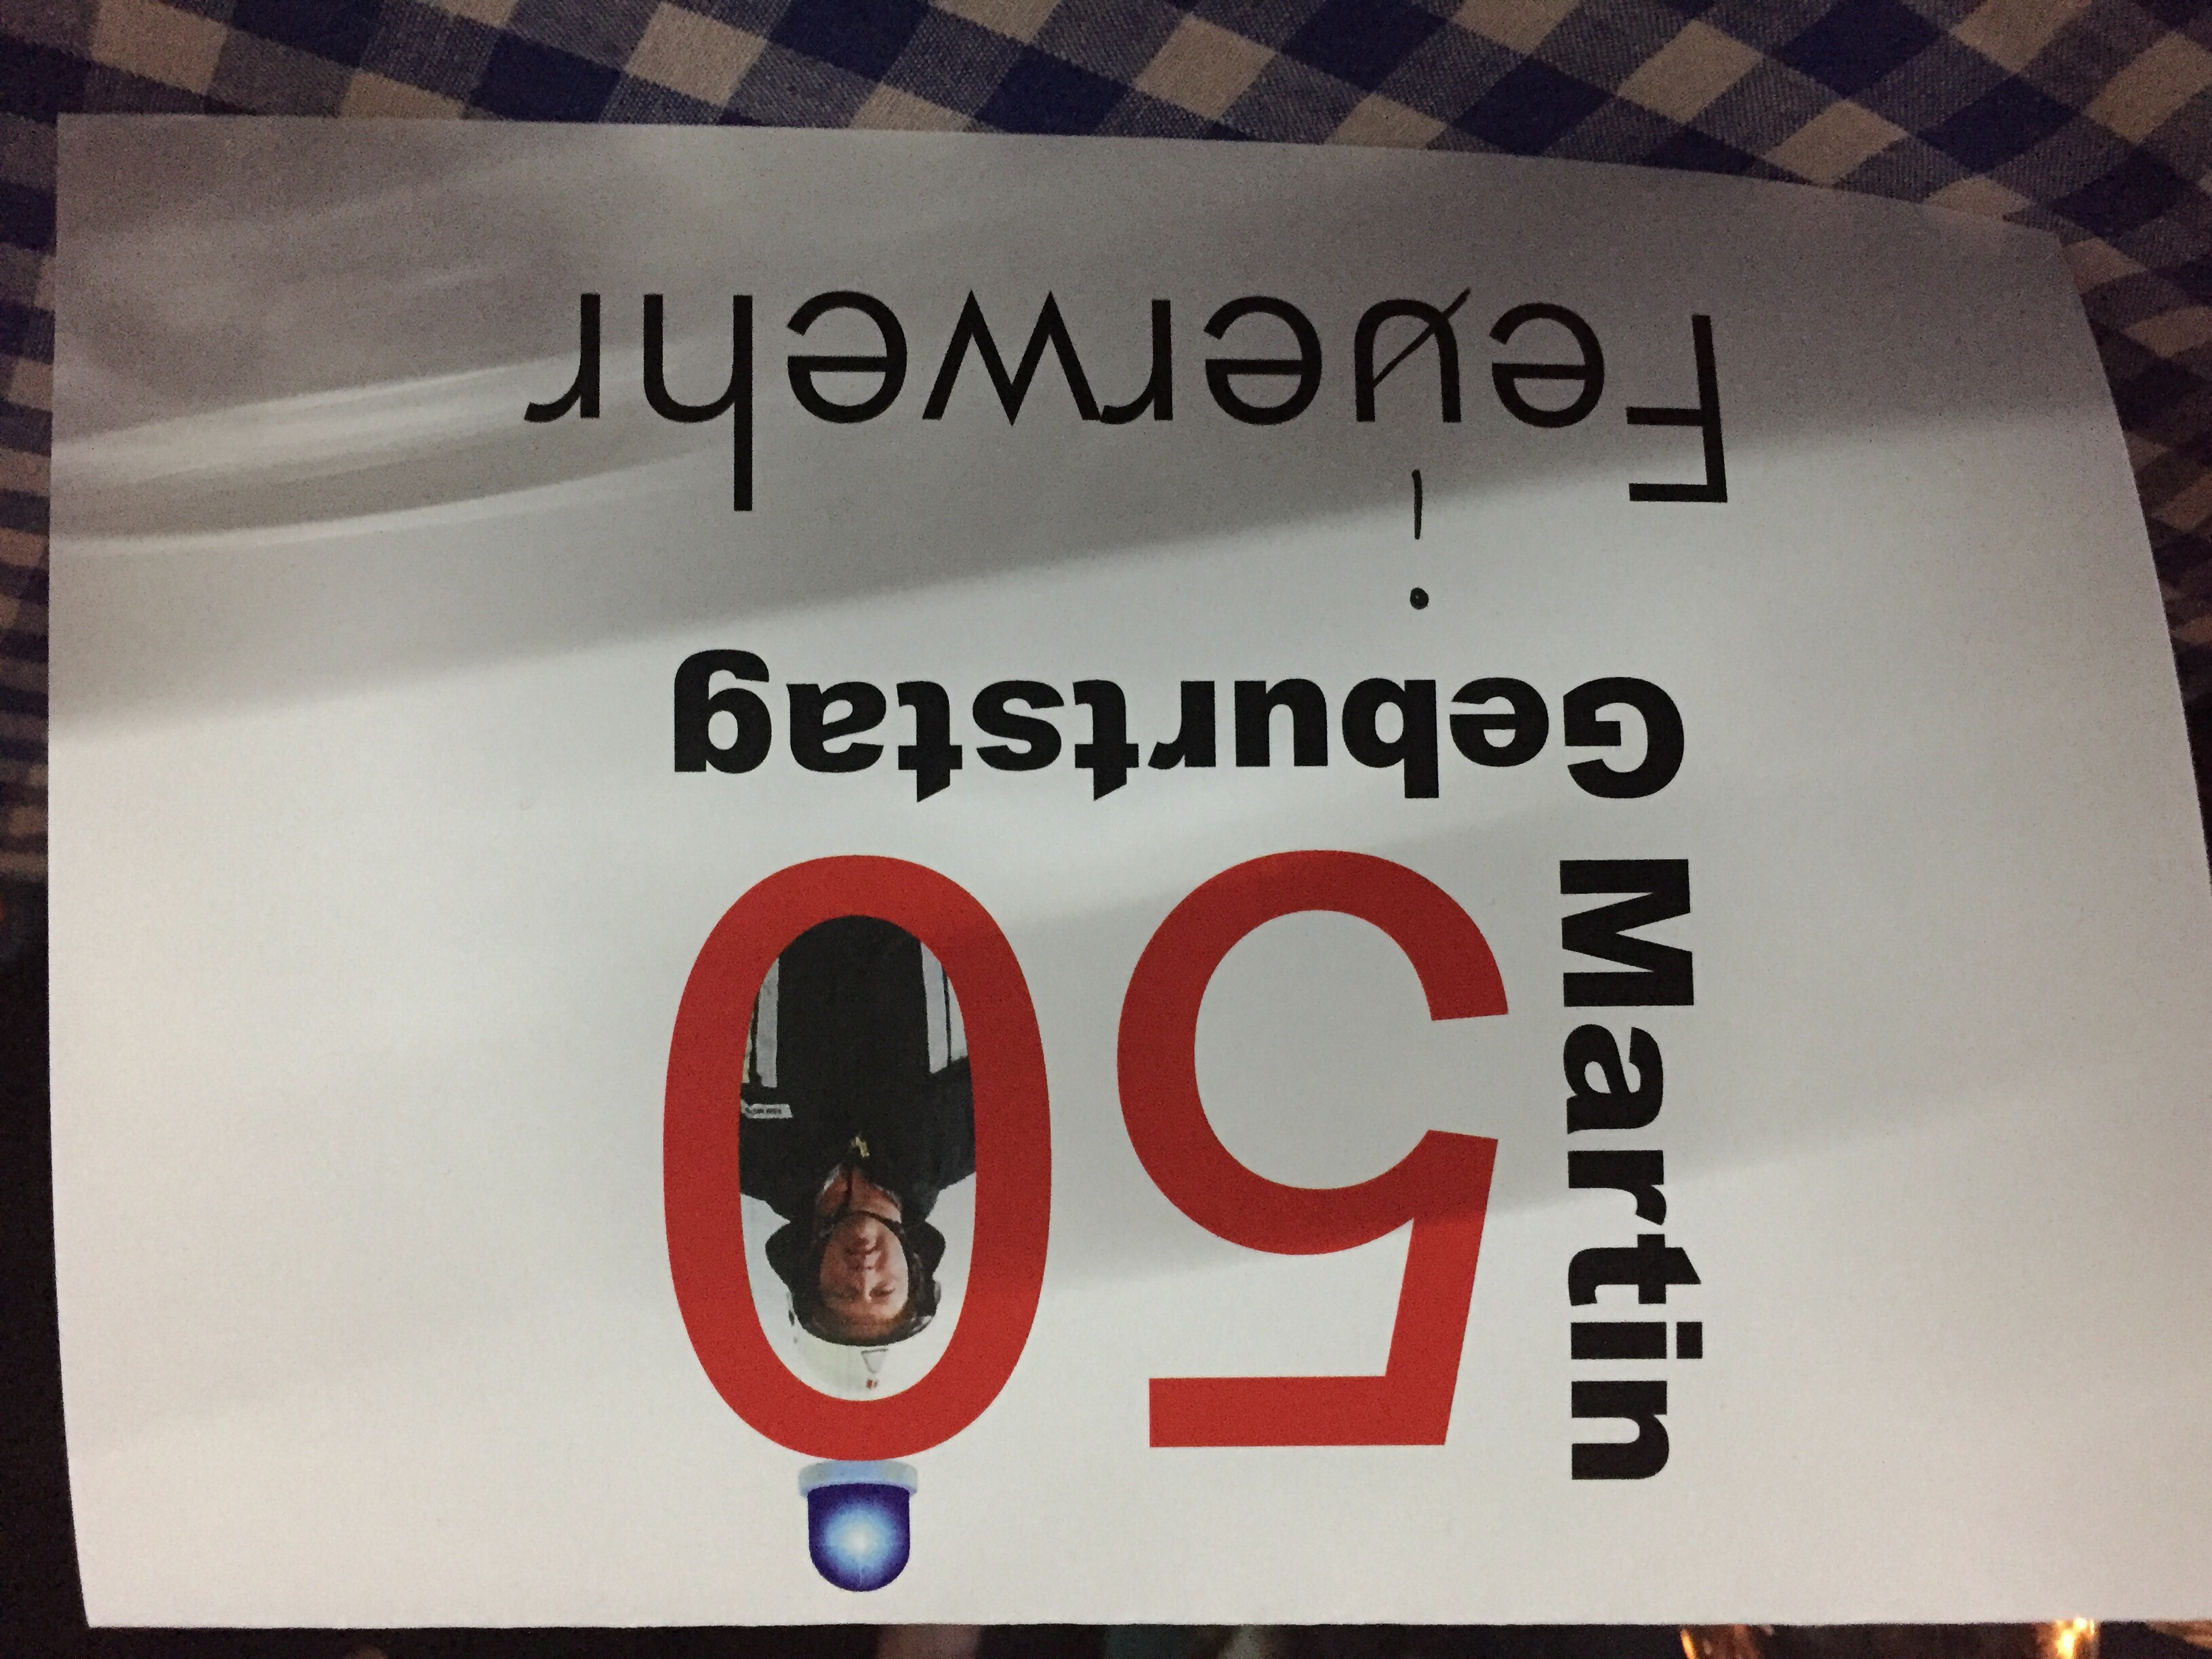 Martin
50
Geburtstag
i
Feuerwehr